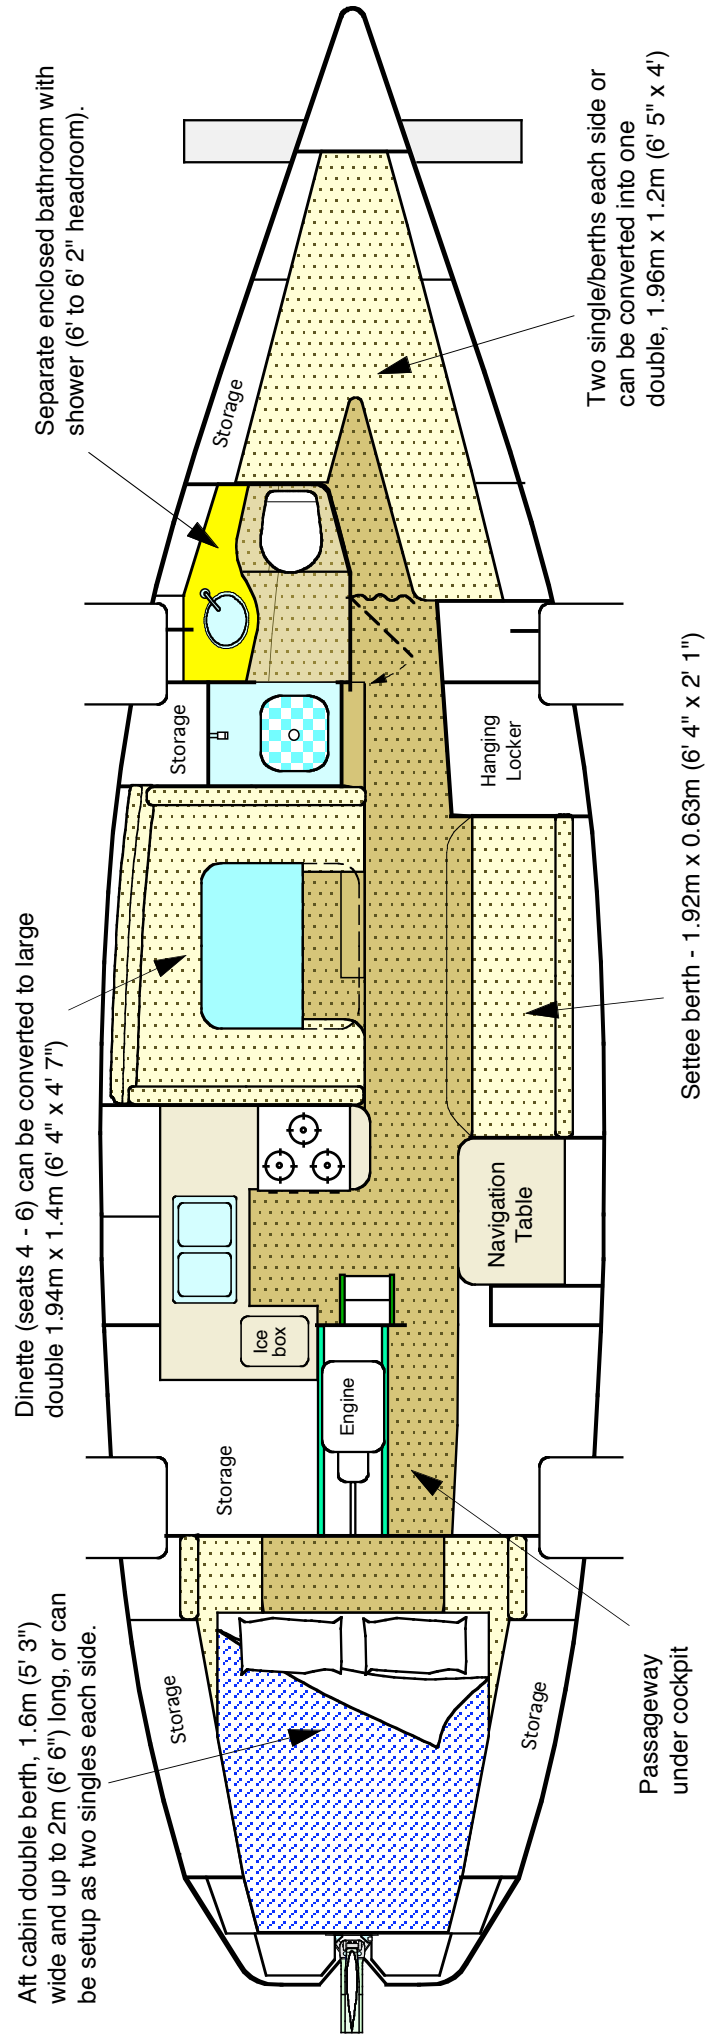 Aft cabin double berth, 1.6m (5' 3")
wide and up to 2m (6' 6") long, or can
be setup as two singles each side.
Dinette (seats 4 - 6) can be converted to large
double 1.94m x 1.4m (6' 4" x 4' 7")
Separate enclosed bathroom with
shower (6' to 6' 2" headroom).
Storage
Storage
Ice
box
Storage
Storage
Engine
Storage
Navigation
Table
Hanging
Locker
Passageway
under cockpit
Settee berth - 1.92m x 0.63m (6' 4" x 2' 1")
Two single/berths each side or
can be converted into one
double, 1.96m x 1.2m (6' 5" x 4')